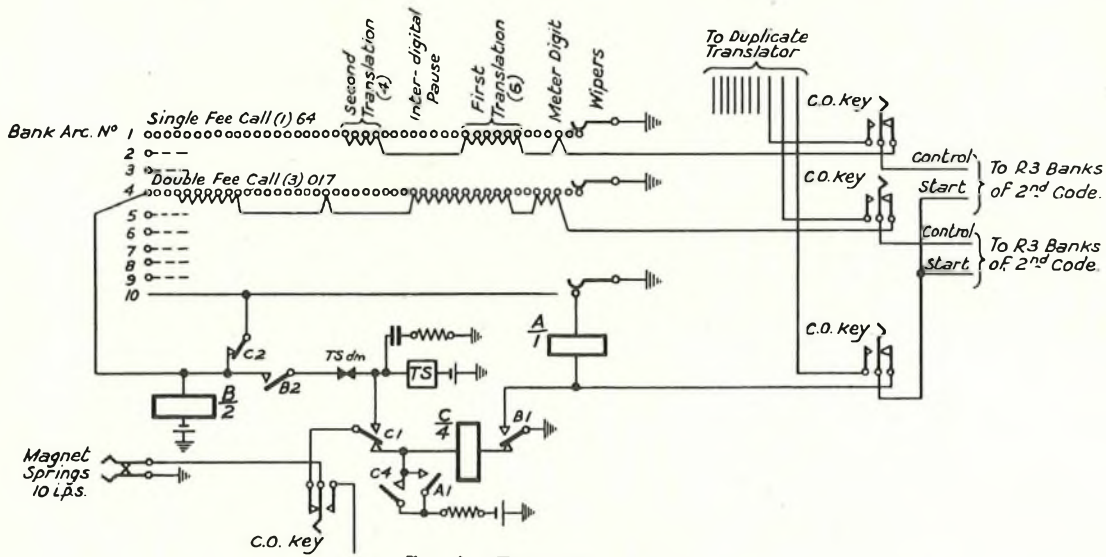 To Duplicate
Translator
Second
Translation
(4)
Inter-digital
Pause
First
Translation
(6)
Meter Digit
Wipers
C.O. key
Bank Arc. Nº
1
Single Fee Call (1) 64
2
3
Double Fee Call (3) 017
4
5
6
7
8
9
10
C.O. key
Control
Start
To R3 Banks
of 2nd Code.
Control
Start
To R3 Banks
of 2nd Code.
A/1
C.O. key
C2
TS dm
B2
TS
B/2
C1
C/4
B1
Magnet
Springs
10 i.p.s.
C4
A1
C.O. key